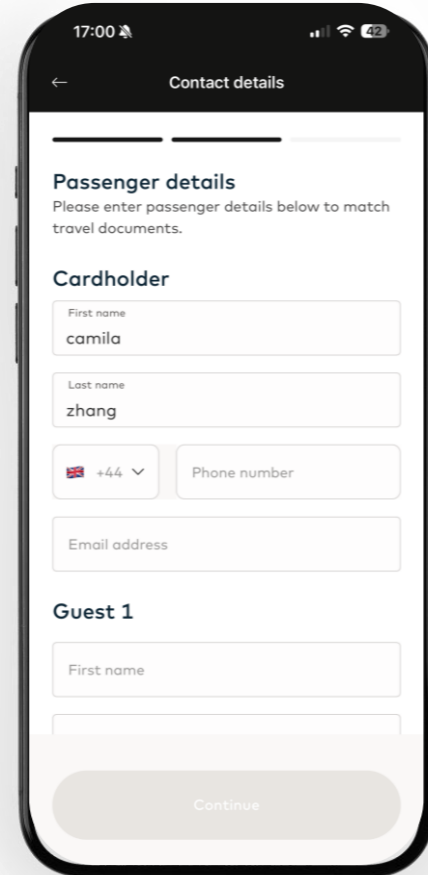 17:00
42
Contact details
Passenger details
Please enter passenger details below to match
travel documents.
Cardholder
First name
camila
Last name
zhang
+44
Phone number
Email address
Guest 1
First name
Continue